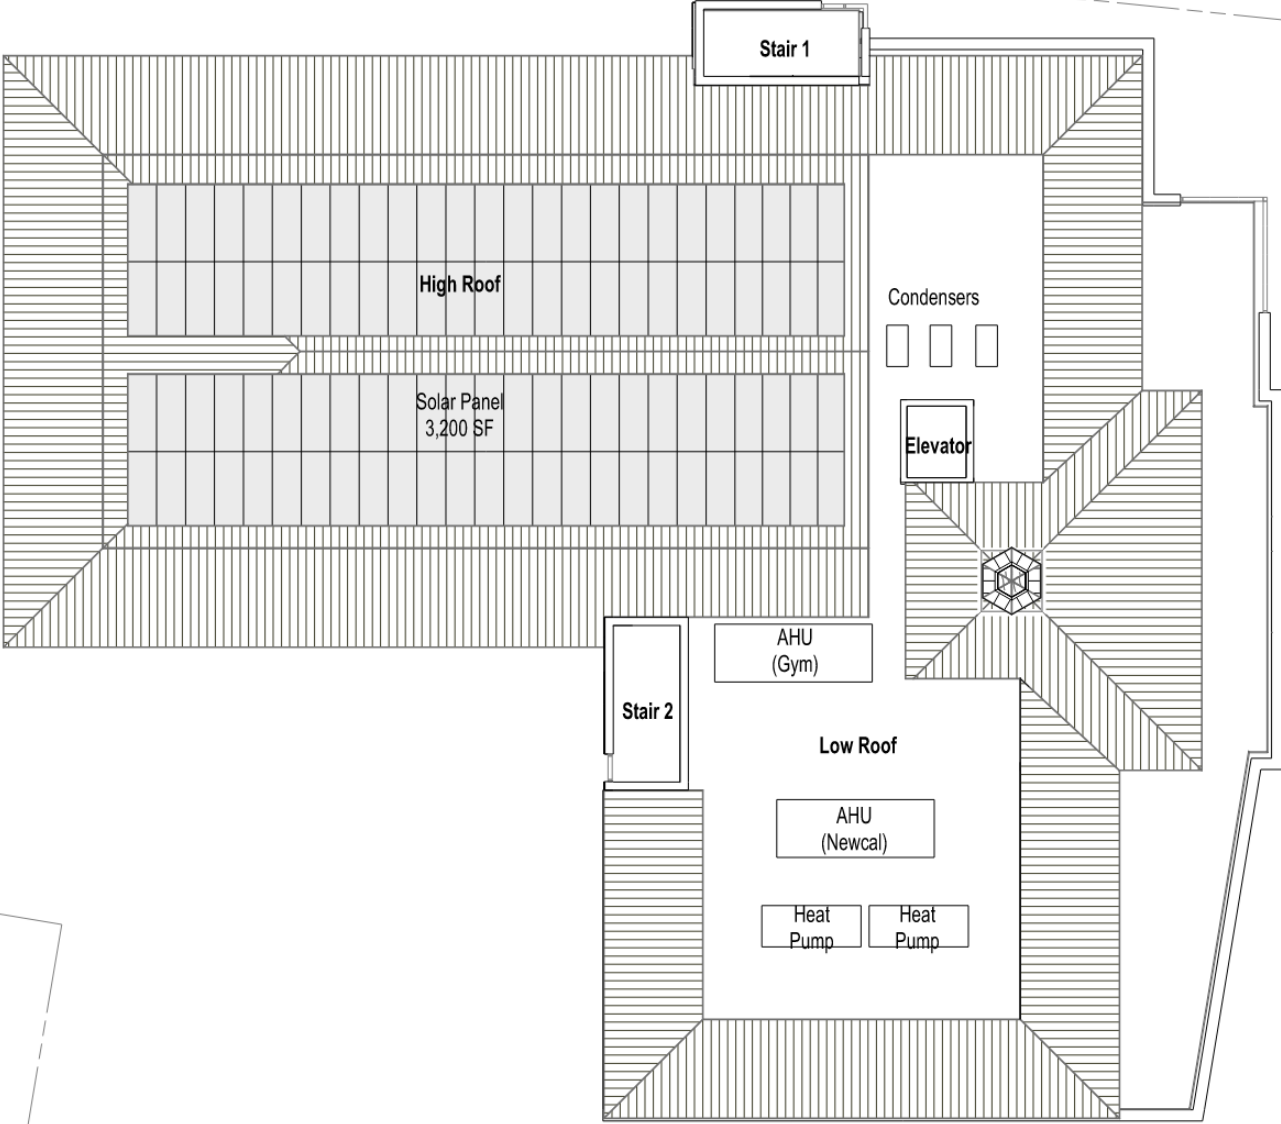 Stair 1
High Roof
Condensers
Solar Panel
3,200 SF
Elevator
AHU
(Gym)
Stair 2
Low Roof
AHU
(Newcal)
Heat
Pump
Heat
Pump